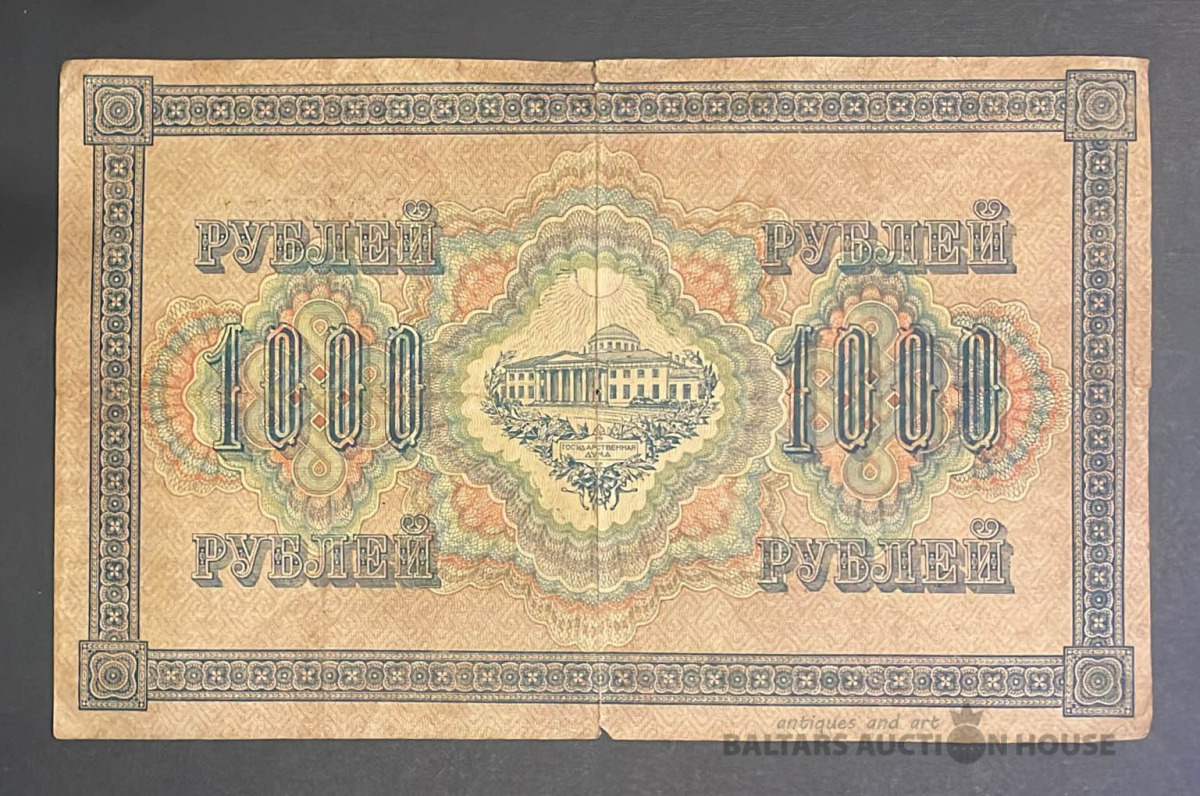 РУБЛЕЙ РУБЛЕЙ
1000 1000
ГОСУДАРСТВЕННАЯ
ДУМА
РУБЛЕЙ РУБЛЕЙ
antiques and art
BALTARS AUCTION HOUSE